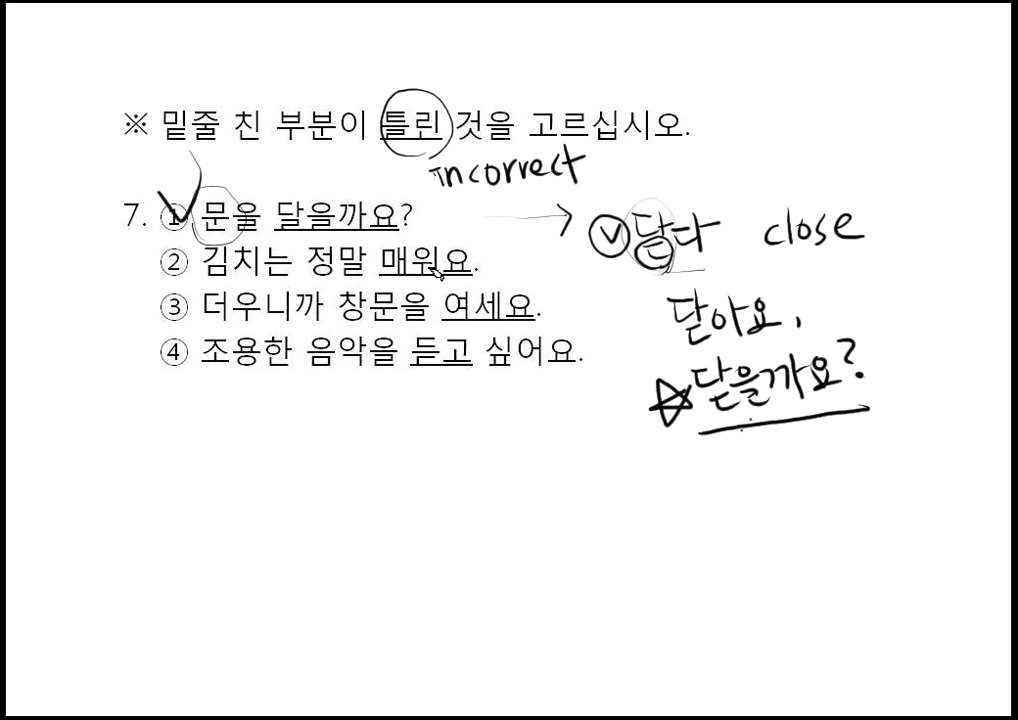 ※ 밑줄 친 부분이 틀린 것을 고르십시오.
incorrect
7. ① 문을 달을까요?
② 김치는 정말 매워요.
③ 더우니까 창문을 여세요.
④ 조용한 음악을 듣고 싶어요.
→ Ⓥ 닫다 close
닫아요,
☆닫을까요?